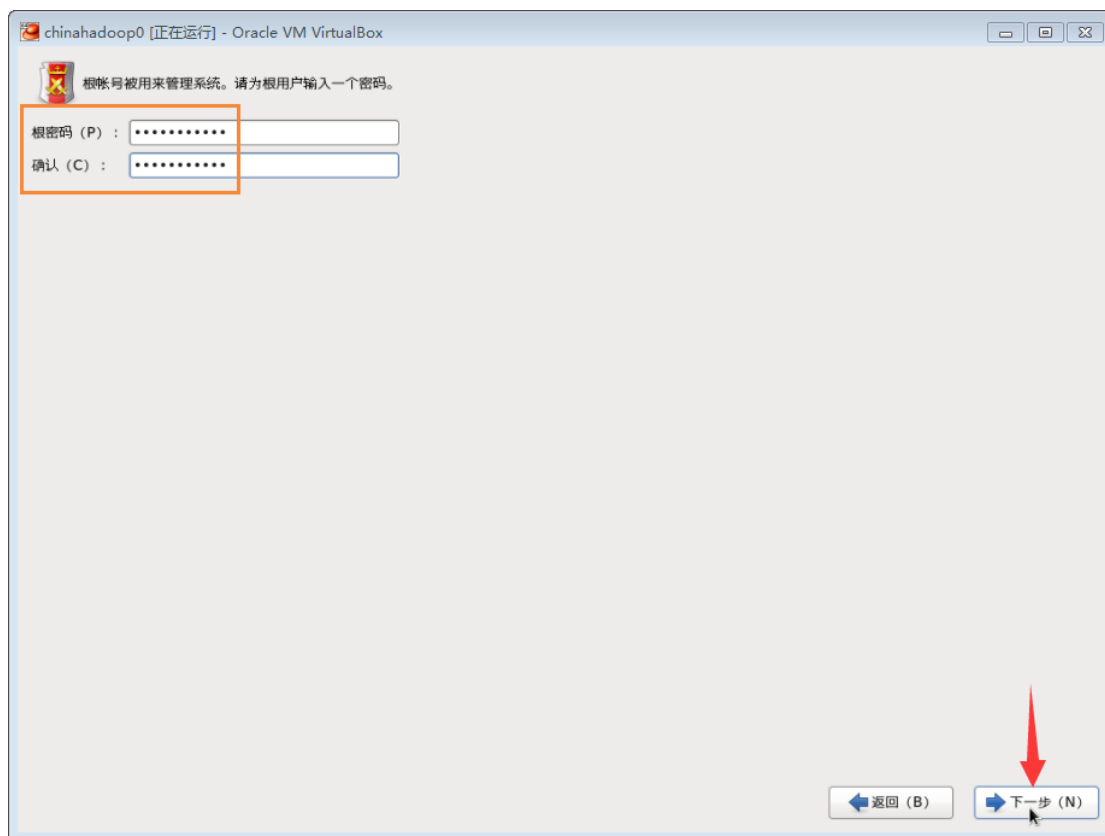 chinahadoop0 [正在运行] - Oracle VM VirtualBox
根帐号被用来管理系统。请为根用户输入一个密码。
根密码（P）： •••••••••••
确认（C）： •••••••••••
返回（B） 下一步（N）